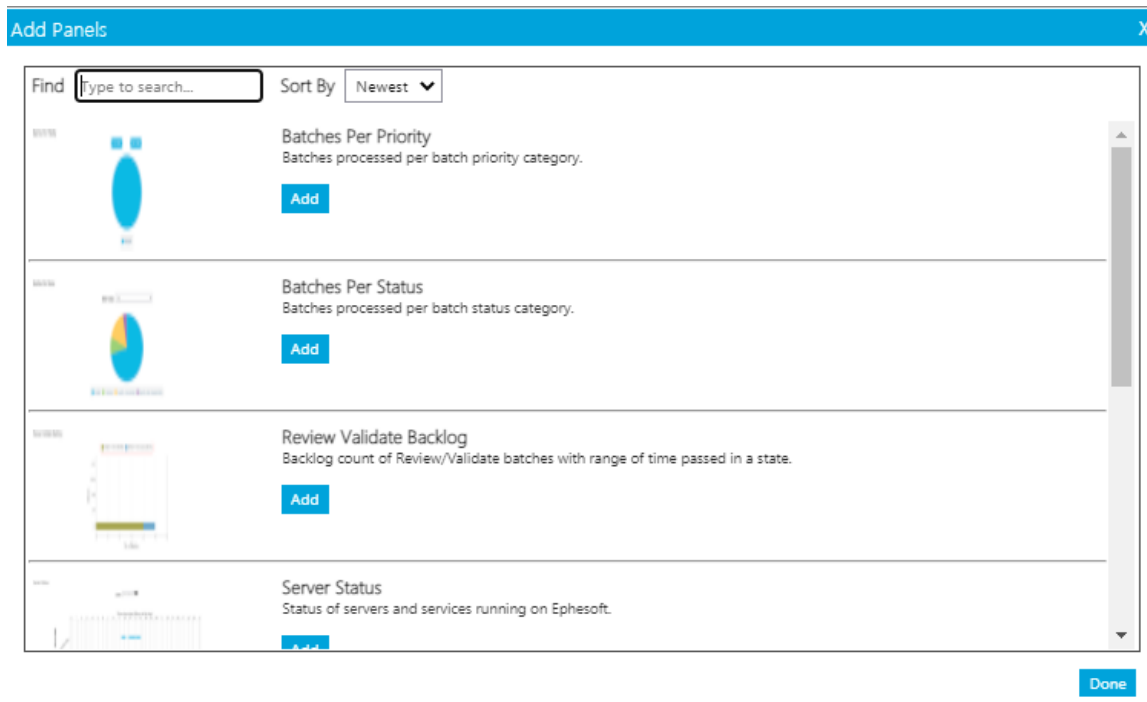 Add Panels X
Find Type to search... Sort By Newest
Batches Per Priority
Batches processed per batch priority category.
Add
Batches Per Status
Batches processed per batch status category.
Add
Review Validate Backlog
Backlog count of Review/Validate batches with range of time passed in a state.
Add
Server Status
Status of servers and services running on Ephesoft.
Add
Done